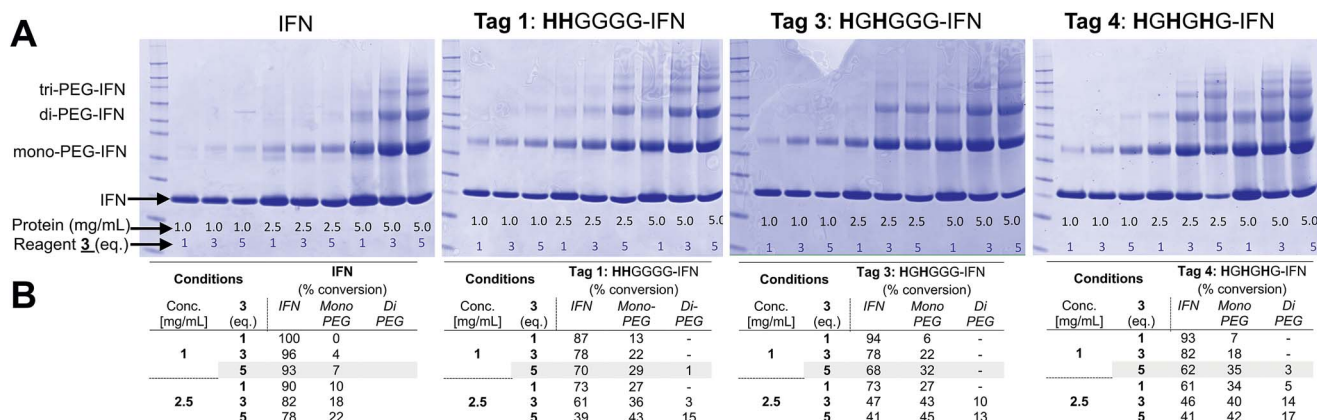 A
IFN
Tag 1: HHGGGG-IFN
Tag 3: HGHGGG-IFN
Tag 4: HGHGHG-IFN
tri-PEG-IFN
di-PEG-IFN
mono-PEG-IFN
IFN
Protein (mg/mL) 1.0 1.0 1.0 2.5 2.5 2.5 5.0 5.0 5.0 1.0 1.0 1.0 2.5 2.5 2.5 5.0 5.0 5.0 1.0 1.0 1.0 2.5 2.5 2.5 5.0 5.0 5.0 1.0 1.0 1.0 2.5 2.5 2.5 5.0 5.0 5.0
Reagent 3 (eq.) 1 3 5 1 3 5 1 3 5 1 3 5 1 3 5 1 3 5 1 3 5 1 3 5 1 3 5 1 3 5 1 3 5 1 3 5
B
Conditions IFN
(% conversion)
Conc. [mg/mL] 3 (eq.) IFN Mono PEG Di PEG
1 1 100 0
3 96 4
5 93 7
2.5 1 90 10
3 82 18
5 78 22
Conditions Tag 1: HHGGGG-IFN
(% conversion)
Conc. [mg/mL] 3 (eq.) IFN Mono-PEG Di-PEG
1 1 87 13 -
3 78 22 -
5 70 29 1
2.5 1 73 27 -
3 61 36 3
5 39 43 15
Conditions Tag 3: HGHGGG-IFN
(% conversion)
Conc. [mg/mL] 3 (eq.) IFN Mono PEG Di PEG
1 1 94 6 -
3 78 22 -
5 68 32 -
2.5 1 73 27 -
3 47 43 10
5 41 45 13
Conditions Tag 4: HGHGHG-IFN
(% conversion)
Conc. [mg/mL] 3 (eq.) IFN Mono PEG Di PEG
1 1 93 7 -
3 82 18 -
5 62 35 3
2.5 1 61 34 5
3 46 40 14
5 41 42 17